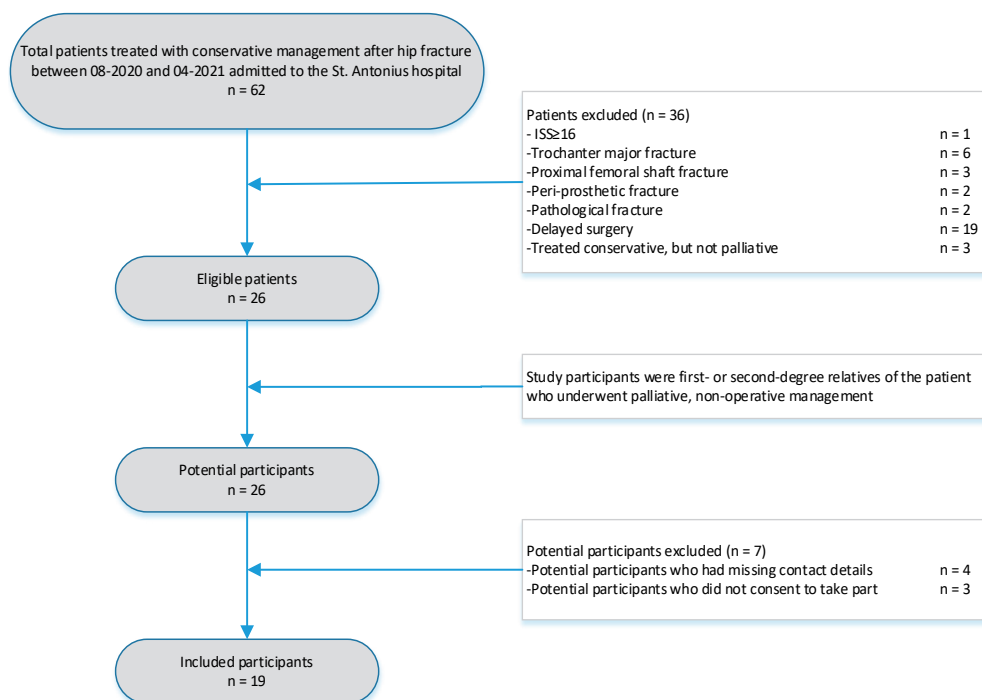 Total patients treated with conservative management after hip fracture
between 08-2020 and 04-2021 admitted to the St. Antonius hospital
n = 62
Patients excluded (n = 36)
- ISS≥16 n = 1
-Trochanter major fracture n = 6
-Proximal femoral shaft fracture n = 3
-Peri-prosthetic fracture n = 2
-Pathological fracture n = 2
-Delayed surgery n = 19
-Treated conservative, but not palliative n = 3
Eligible patients
n = 26
Study participants were first- or second-degree relatives of the patient
who underwent palliative, non-operative management
Potential participants
n = 26
Potential participants excluded (n = 7)
-Potential participants who had missing contact details n = 4
-Potential participants who did not consent to take part n = 3
Included participants
n = 19